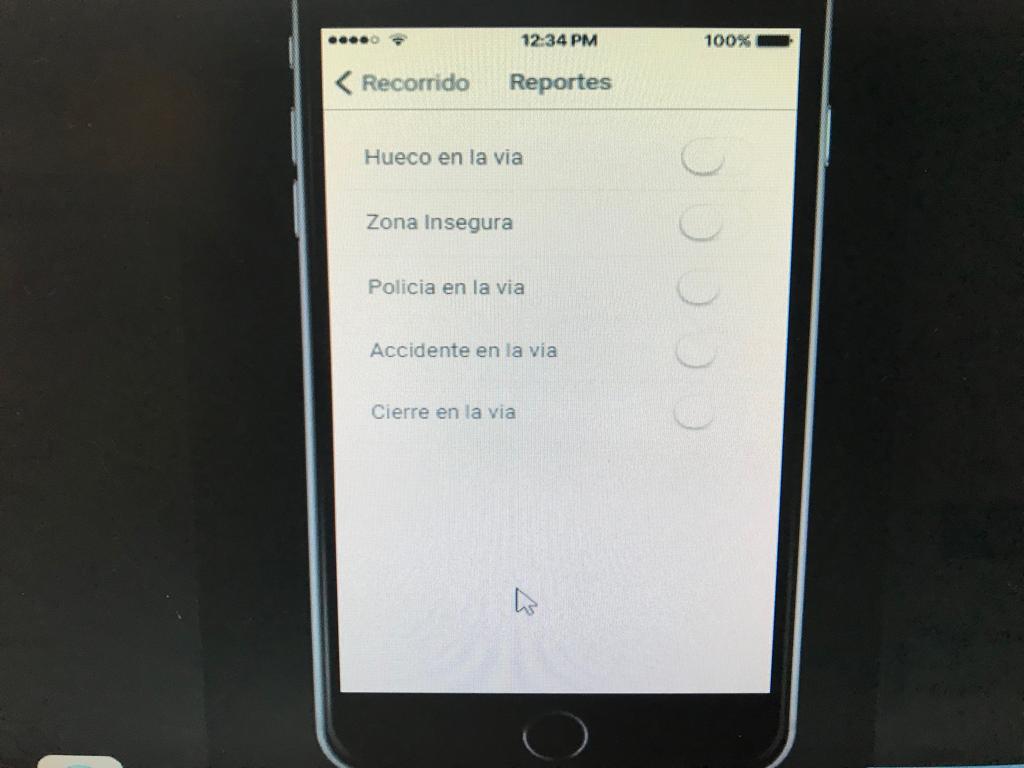 12:34 PM 100%
Recorrido Reportes
Hueco en la via
Zona Insegura
Policia en la via
Accidente en la via
Cierre en la via